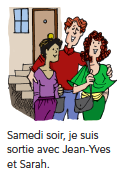 Samedi soir, je suis
sortie avec Jean-Yves
et Sarah.